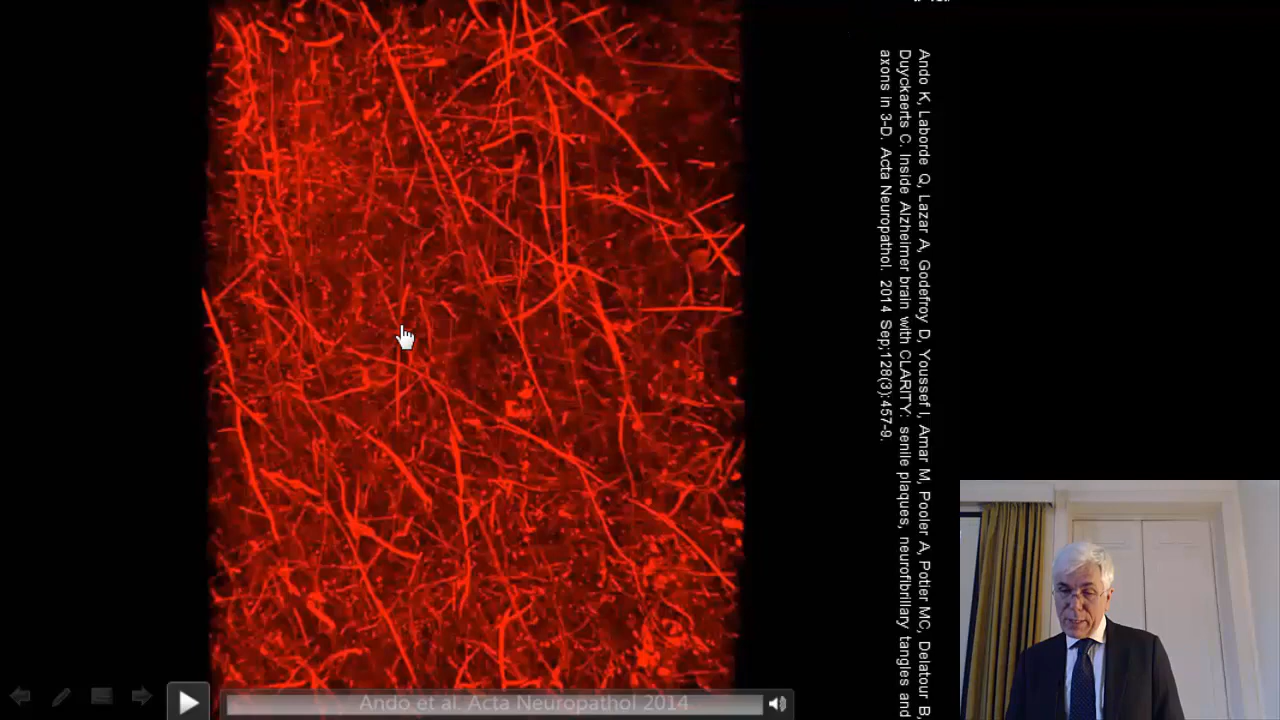 Ando K, Laborde Q, Lazar A, Godefroy D, Youssef I, Amar M, Pooler A, Potier MC, Delatour B,
Duyckaerts C. Inside Alzheimer brain with CLARITY: senile plaques, neurofibrillary tangles and
axons in 3-D. Acta Neuropathol. 2014 Sep;128(3):457-9.
Ando et al. Acta Neuropathol 2014